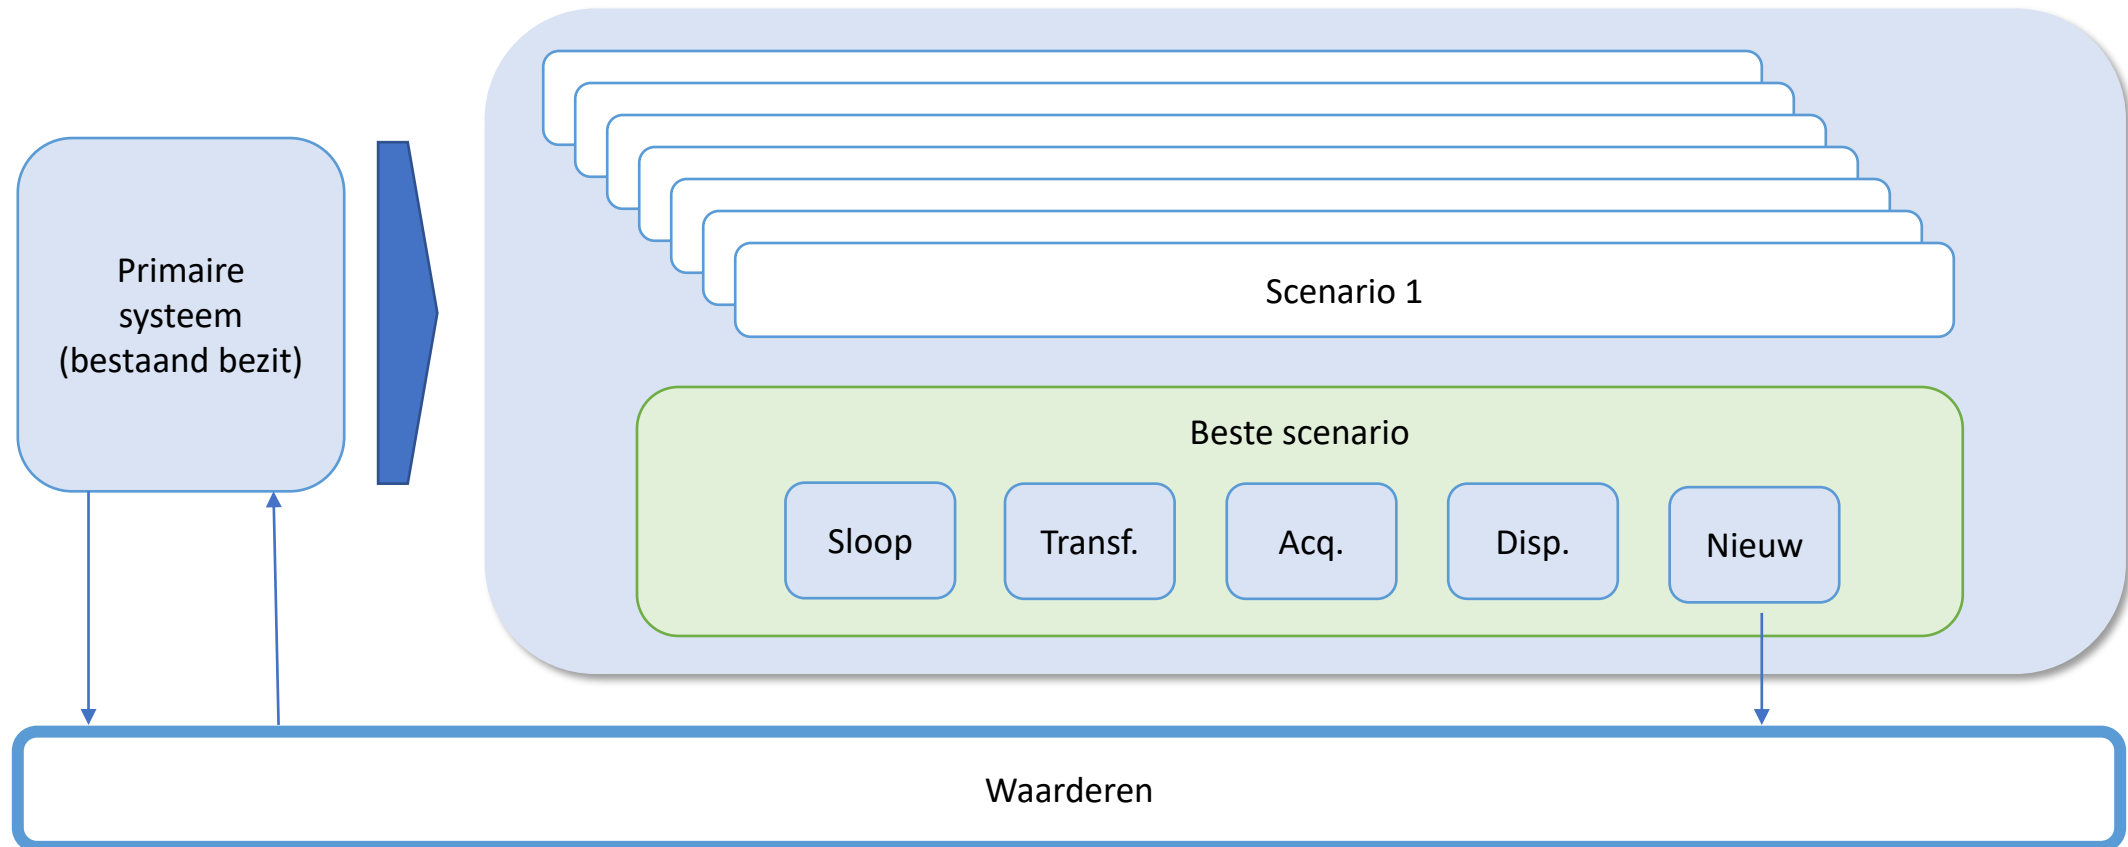 Primaire
systeem
(bestaand bezit)
Scenario 1
Beste scenario
Sloop
Transf.
Acq.
Disp.
Nieuw
Waarderen